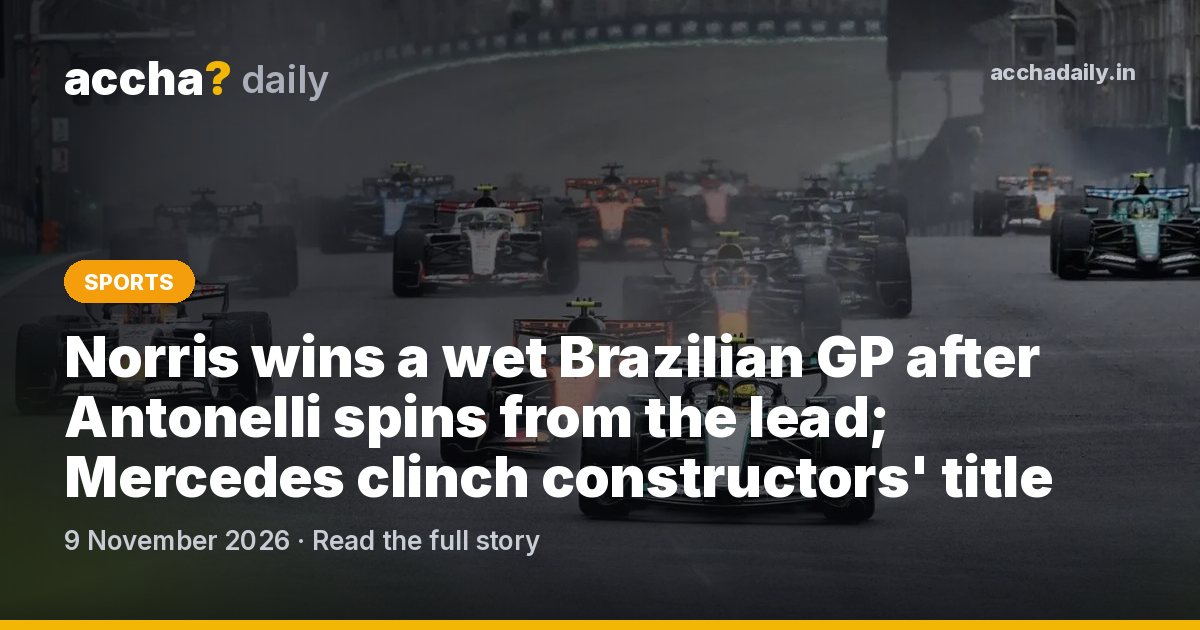 accha? daily
acchadaily.in
SPORTS
Norris wins a wet Brazilian GP after
Antonelli spins from the lead;
Mercedes clinch constructors' title
9 November 2026 · Read the full story